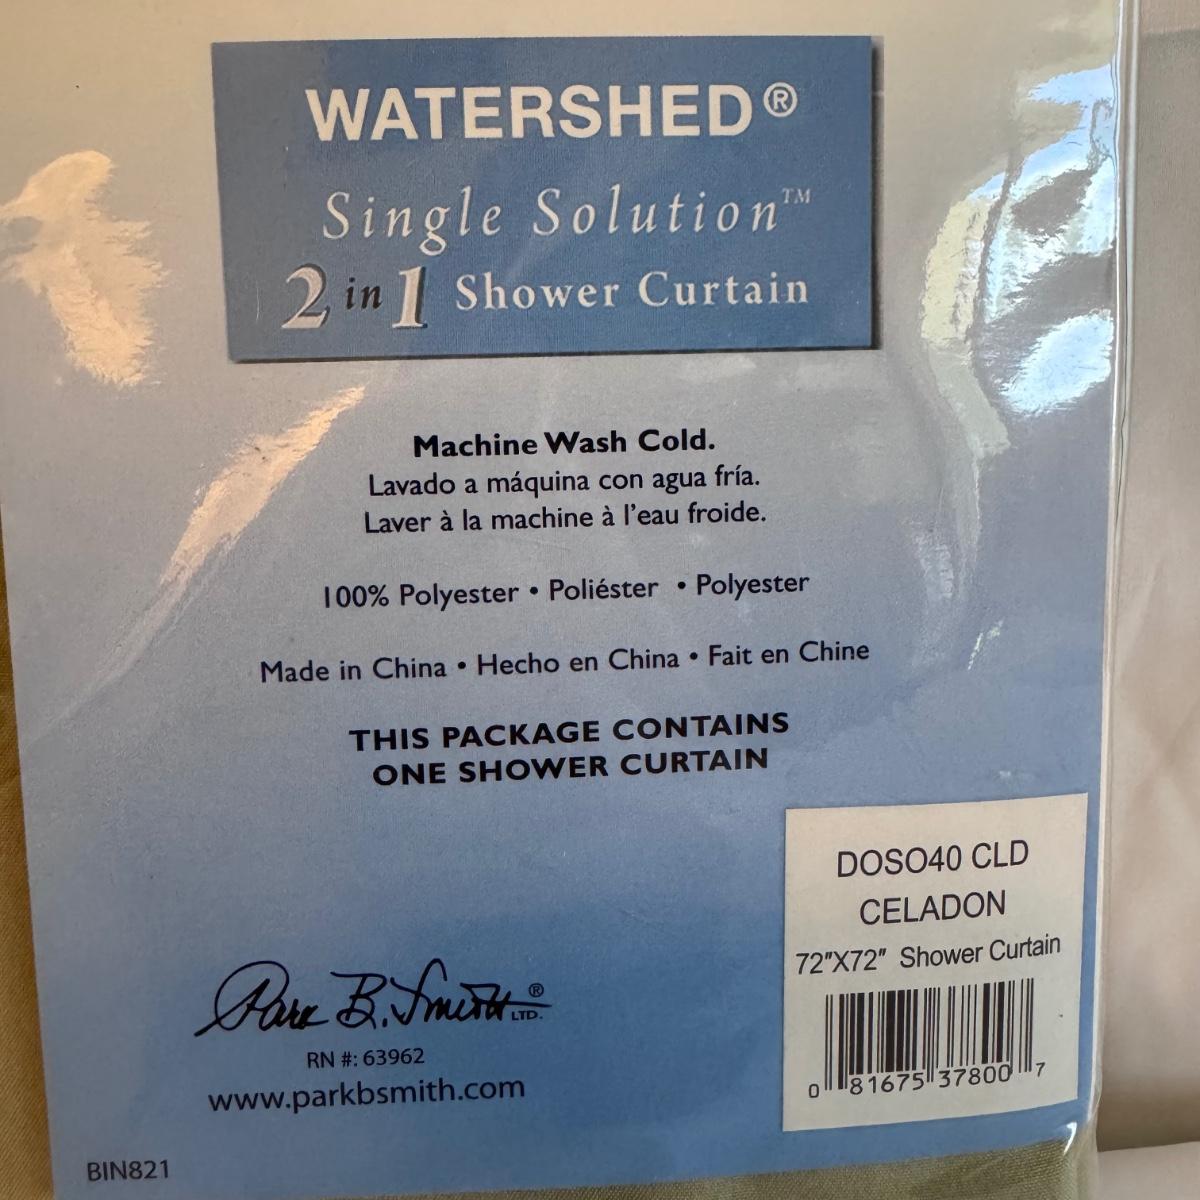 WATERSHED®
Single Solution™
2 in 1 Shower Curtain
Machine Wash Cold.
Lavado a máquina con agua fría.
Laver à la machine à l'eau froide.
100% Polyester • Poliéster • Polyester
Made in China • Hecho en China • Fait en Chine
THIS PACKAGE CONTAINS
ONE SHOWER CURTAIN
DOSO40 CLD
CELADON
72"X72" Shower Curtain
0 81675 37800 7
Park B. Smith® LTD.
RN #: 63962
www.parkbsmith.com
BIN821